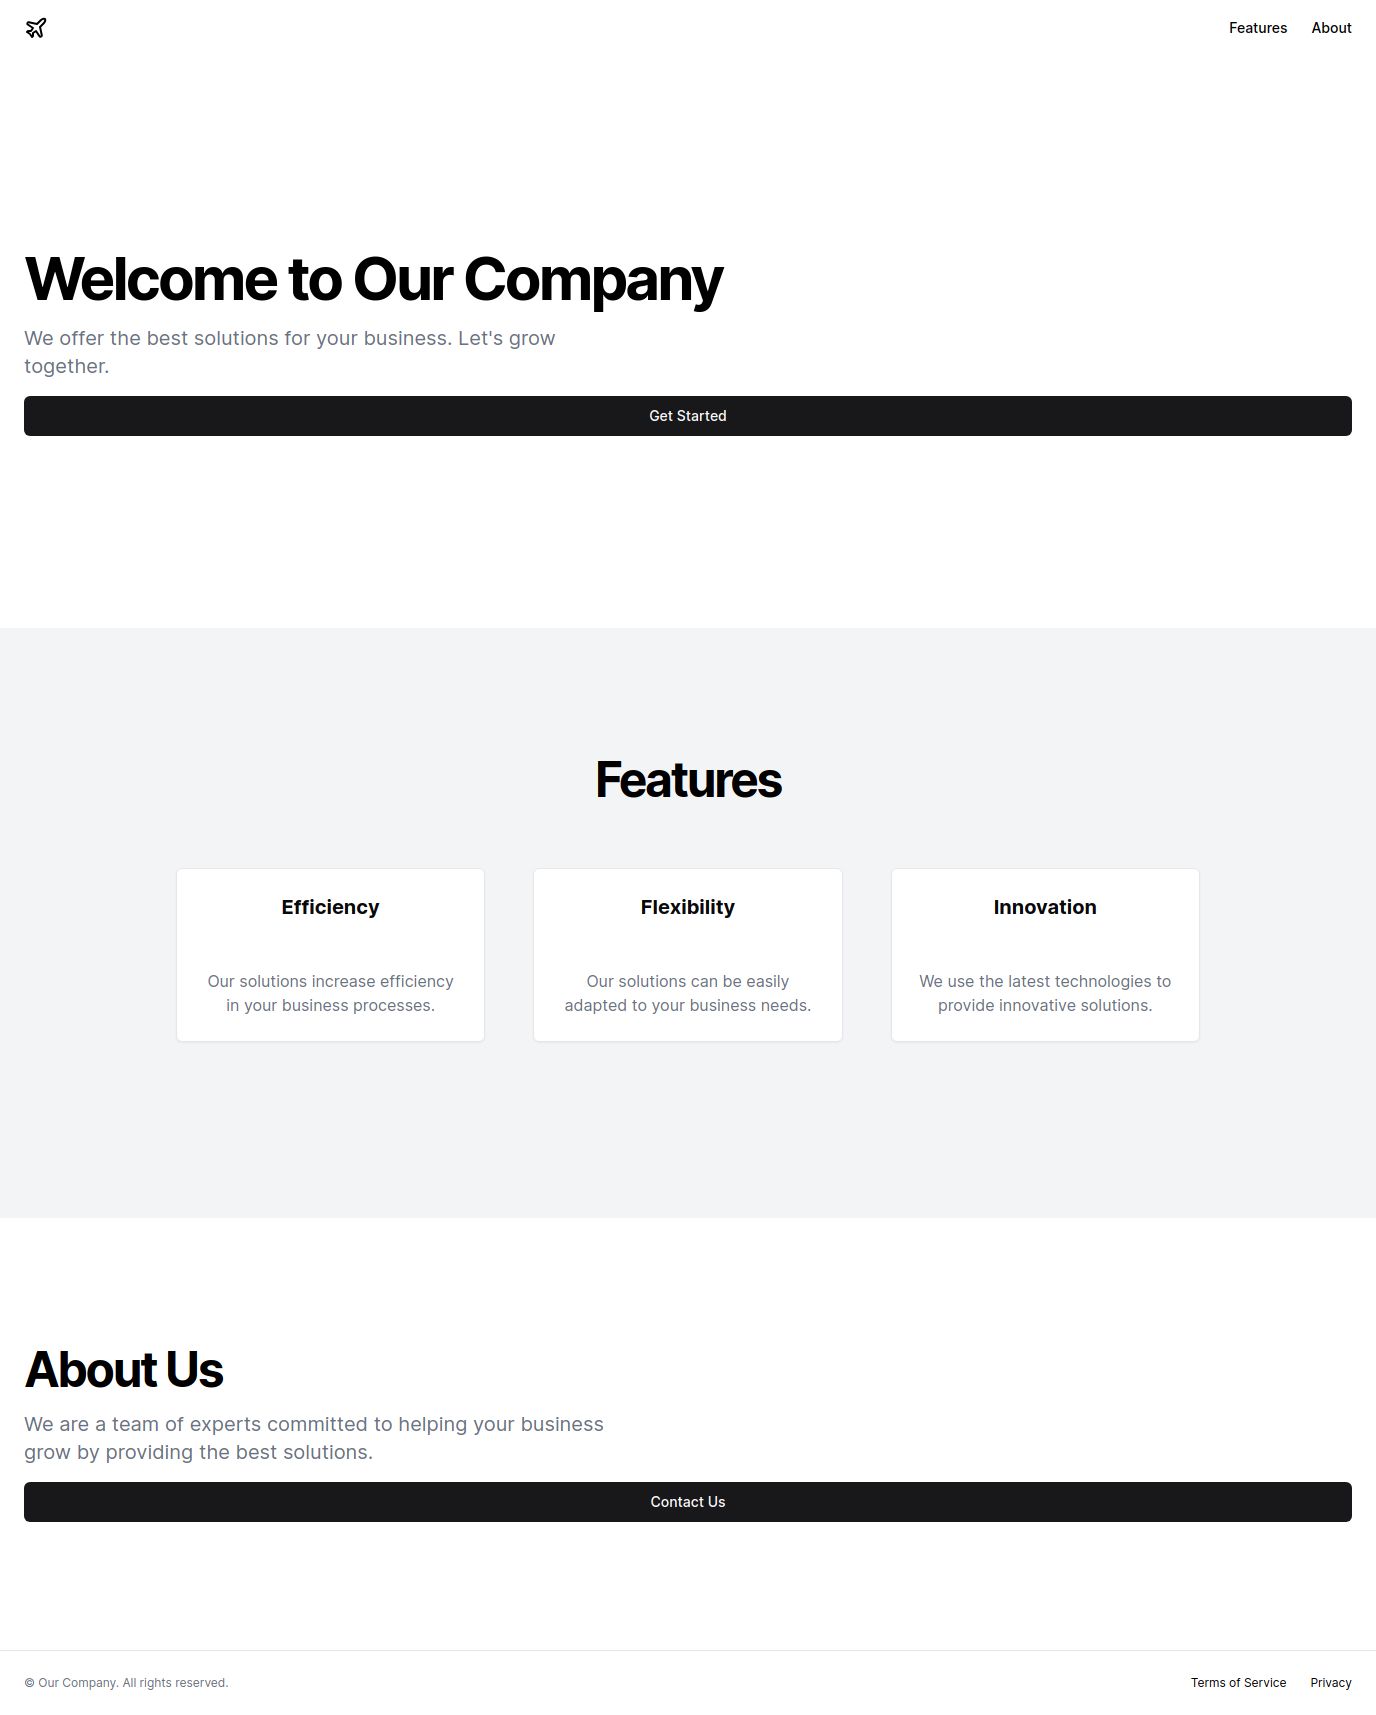 Features About
Welcome to Our Company
We offer the best solutions for your business. Let's grow
together.
Get Started
Features
Efficiency
Our solutions increase efficiency
in your business processes.
Flexibility
Our solutions can be easily
adapted to your business needs.
Innovation
We use the latest technologies to
provide innovative solutions.
About Us
We are a team of experts committed to helping your business
grow by providing the best solutions.
Contact Us
© Our Company. All rights reserved.
Terms of Service Privacy